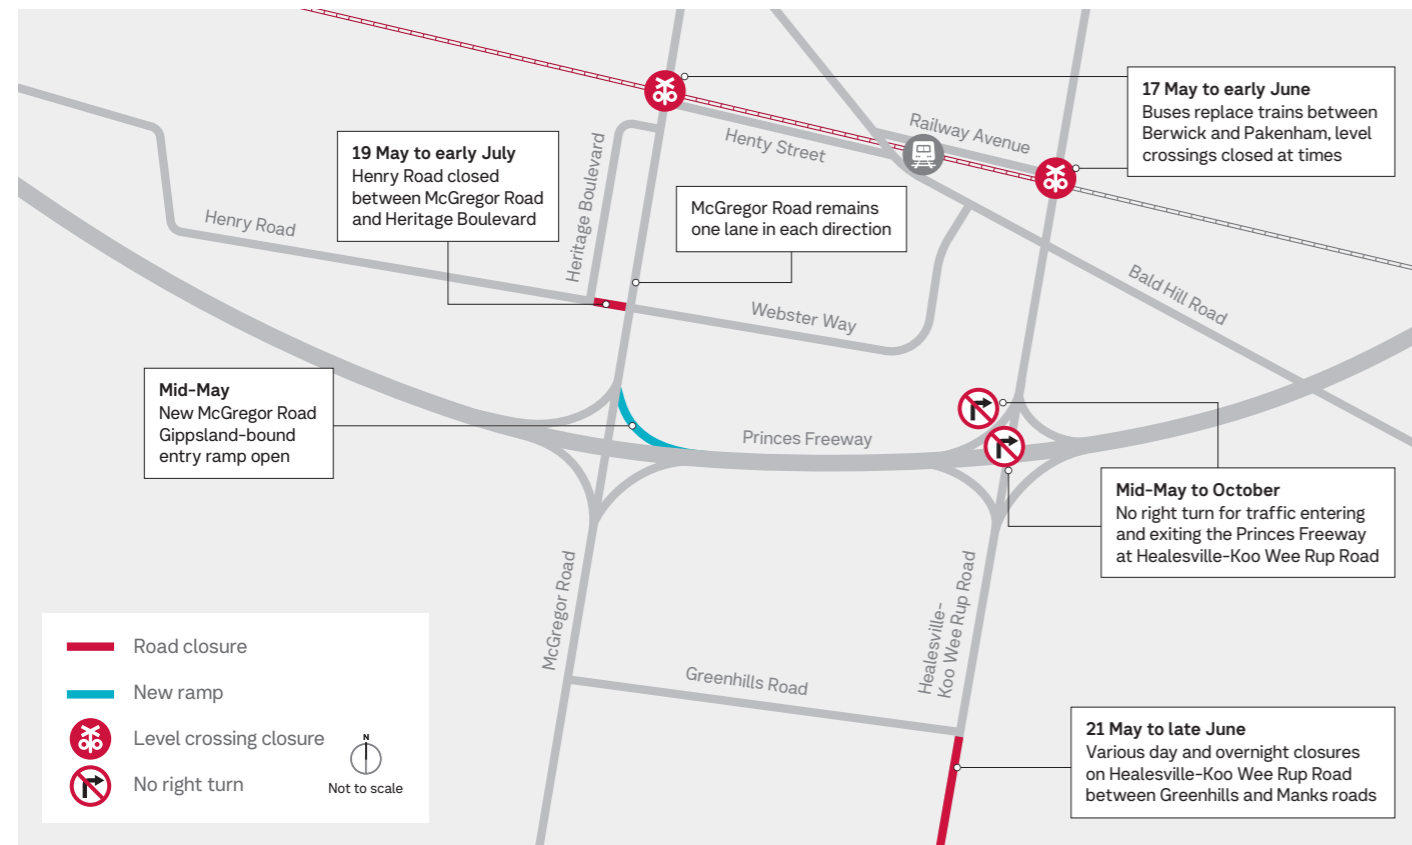 17 May to early June
Buses replace trains between
Berwick and Pakenham, level
crossings closed at times
Railway Avenue
Henty Street
19 May to early July
Henry Road closed
between McGregor Road
and Heritage Boulevard
Heritage Boulevard
McGregor Road remains
one lane in each direction
Henry Road
Bald Hill Road
Webster Way
Mid-May
New McGregor Road
Gippsland-bound
entry ramp open
Princes Freeway
Mid-May to October
No right turn for traffic entering
and exiting the Princes Freeway
at Healesville-Koo Wee Rup Road
McGregor Road
Healesville-
Koo Wee Rup Road
Greenhills Road
Road closure
New ramp
Level crossing closure
No right turn
N
Not to scale
21 May to late June
Various day and overnight closures
on Healesville-Koo Wee Rup Road
between Greenhills and Manks roads